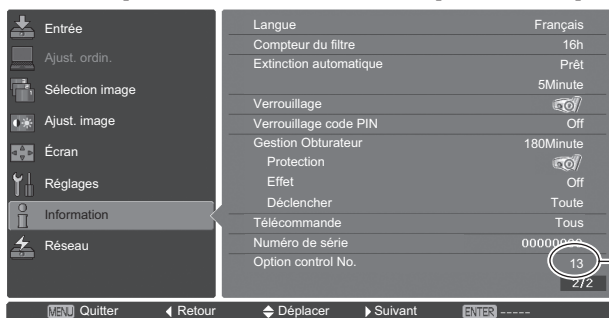 Entrée
Ajust. ordin.
Sélection image
Ajust. image
Écran
Réglages
Information
Réseau
Langue Français
Compteur du filtre 16h
Extinction automatique Prêt
5Minute
Verrouillage
Verrouillage code PIN Off
Gestion Obturateur 180Minute
Protection
Effet Off
Déclencher Toute
Télécommande Tous
Numéro de série
Option control No. 13
2/2
MENU Quitter Retour Déplacer Suivant ENTER -----